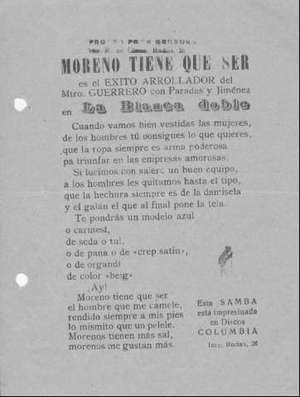 MORENO TIENE QUE SER
es el EXITO ARROLLADOR del
Mtro. GUERRERO con Paradas y Jiménez
en La Blanca doble
Cuando vamos bien vestidas las mujeres,
de los hombres tú consigues lo que quieres,
que la ropa siempre es arma poderosa
pa triunfar en las empresas amorosas.
Si lucimos con salero un buen equipo,
a los hombres les quitamos hasta el tipo,
que la hechura siempre es de la damisela
y el galán el que al final pone la tela.
Te pondrás un modelo azul
o carmesí,
de seda o tul,
o de pana o de «crep satín»,
o de organdí
de color «beig»
¡Ay!
Moreno tiene que ser
el hombre que me camele,
rendido siempre a mis pies
lo mismito que un pelele.
Morenos tienen más sal,
morenos me gustan más.
Esta SAMBA
está impresionada
en Discos
COLUMBIA
Imp. Rodas, 26